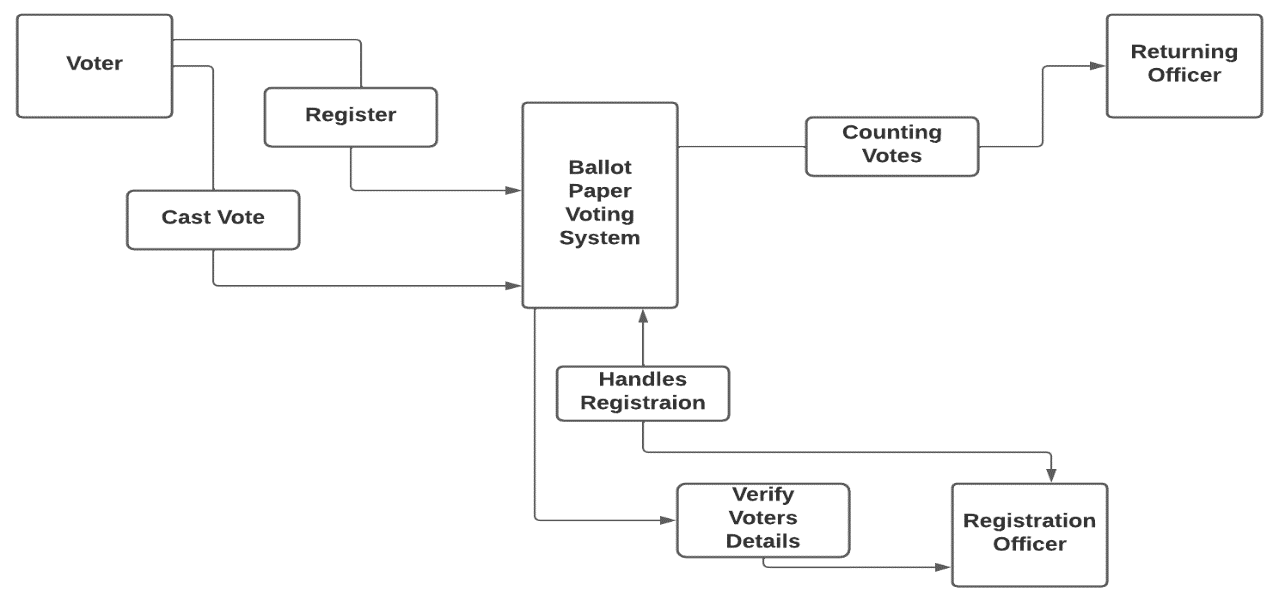 Voter
Register
Cast Vote
Ballot
Paper
Voting
System
Counting
Votes
Returning
Officer
Handles
Registraion
Verify
Voters
Details
Registration
Officer